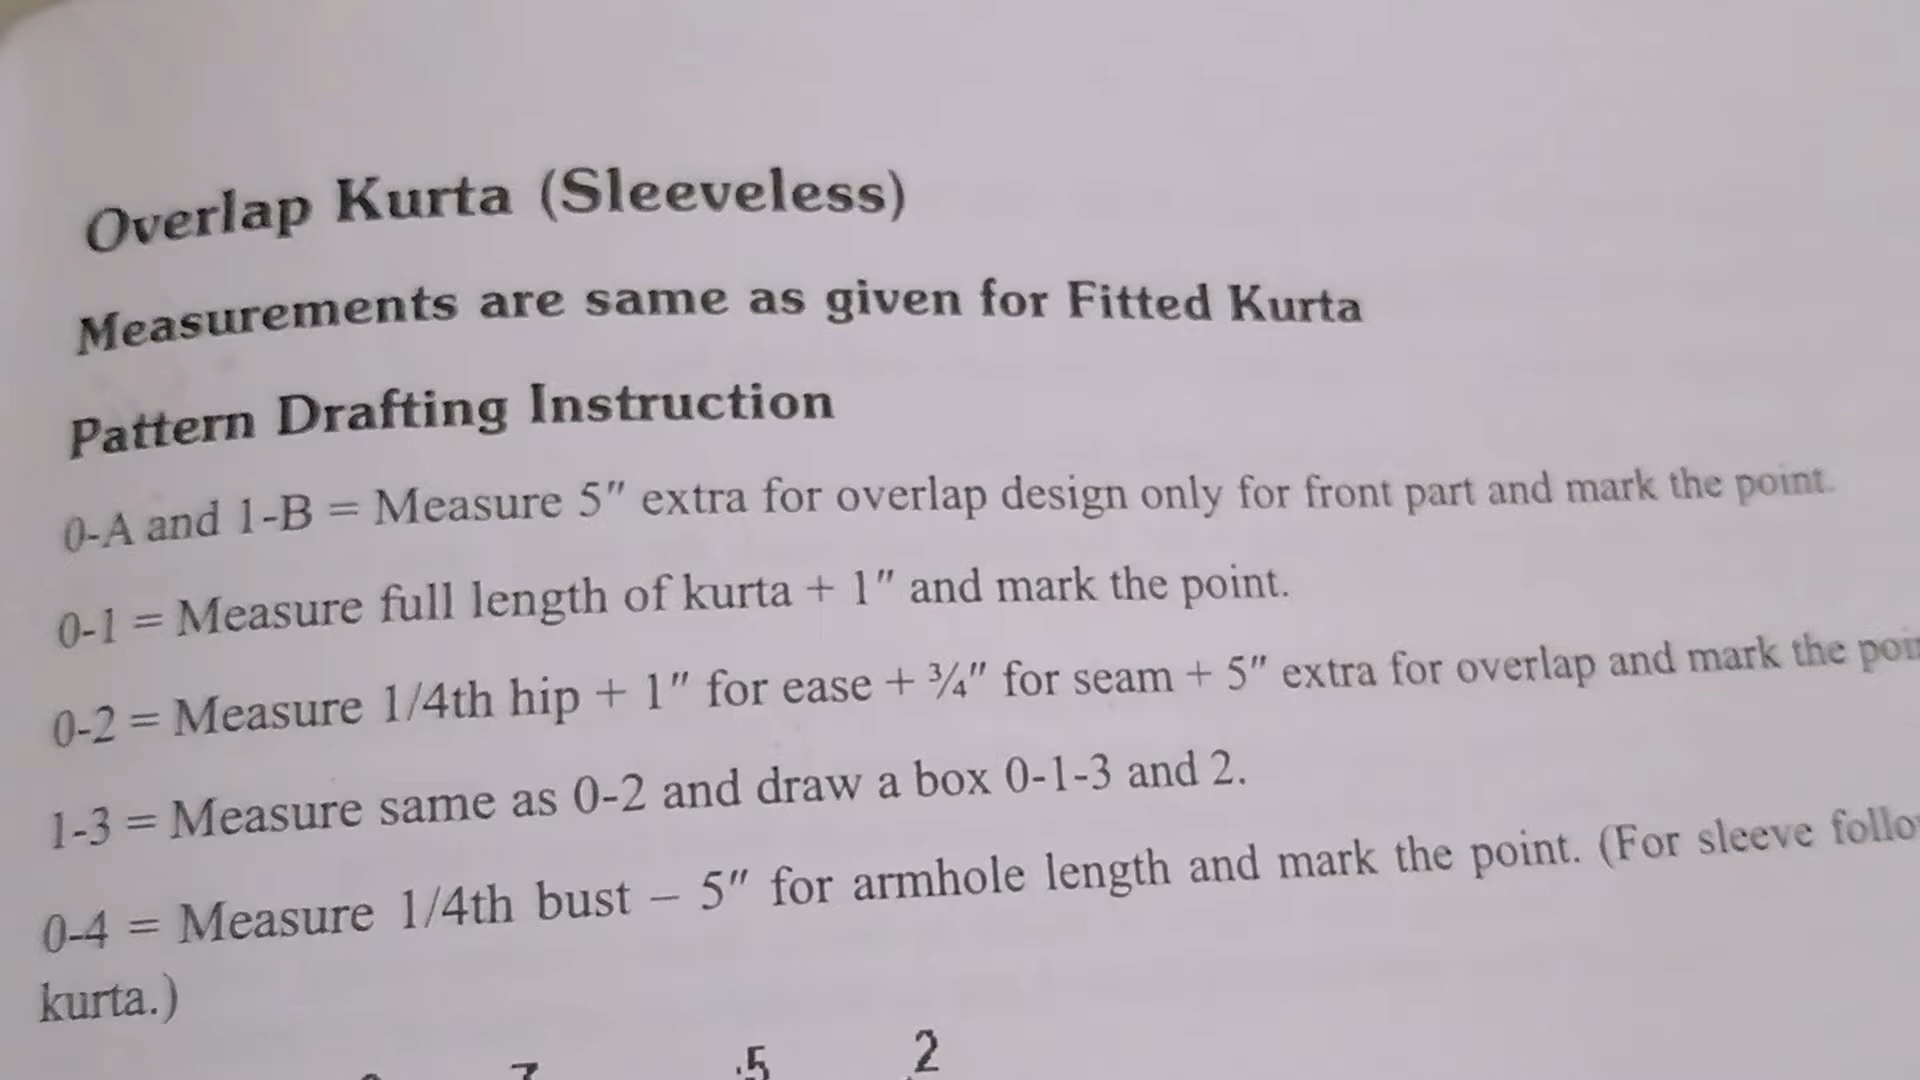 Overlap Kurta (Sleeveless)
Measurements are same as given for Fitted Kurta
Pattern Drafting Instruction
0-A and 1-B = Measure 5″ extra for overlap design only for front part and mark the point.
0-1 = Measure full length of kurta + 1″ and mark the point.
0-2 = Measure 1/4th hip + 1″ for ease + ¾″ for seam + 5″ extra for overlap and mark the
1-3 = Measure same as 0-2 and draw a box 0-1-3 and 2.
0-4 = Measure 1/4th bust – 5″ for armhole length and mark the point. (For sleeve
kurta.)
5 2